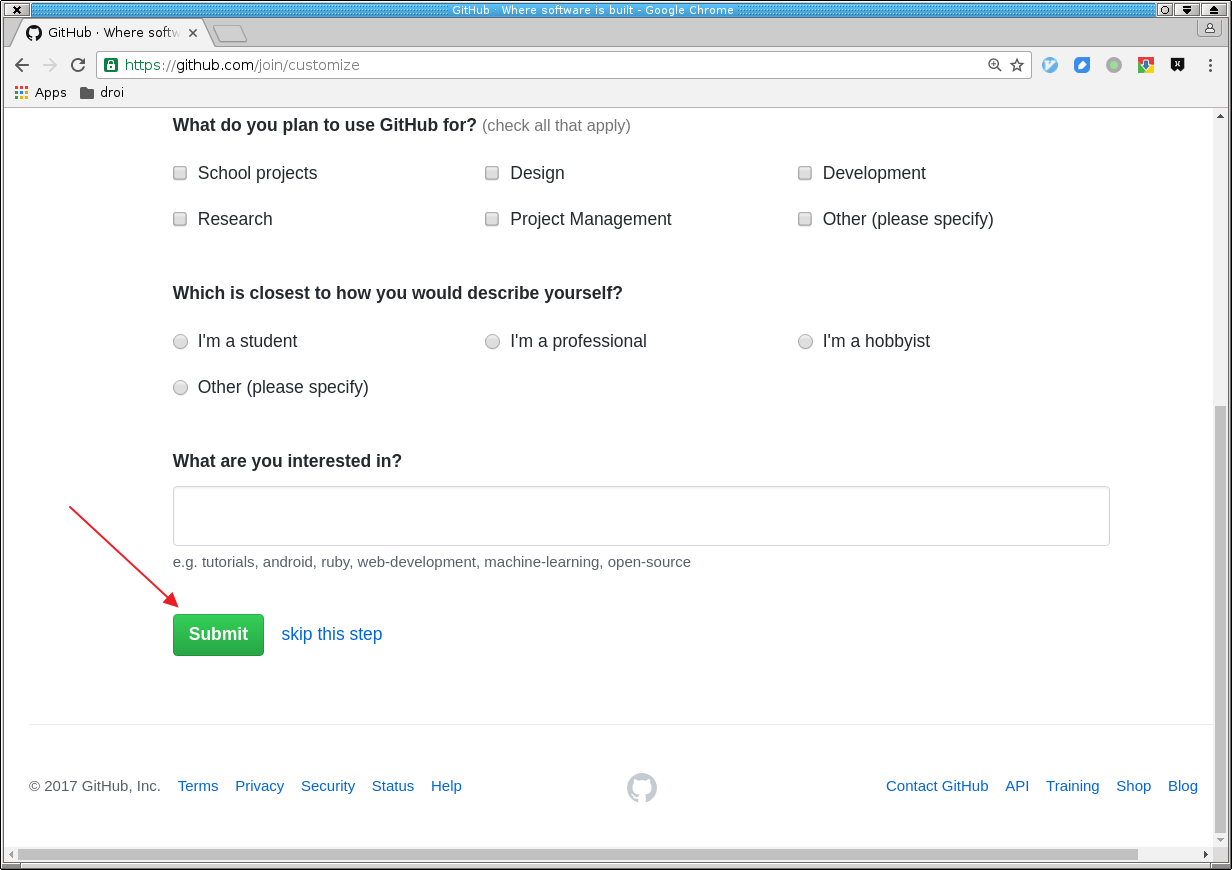 GitHub · Where software is built - Google Chrome
GitHub · Where softw
https://github.com/join/customize
Apps droi
What do you plan to use GitHub for? (check all that apply)
School projects Design Development
Research Project Management Other (please specify)
Which is closest to how you would describe yourself?
I'm a student I'm a professional I'm a hobbyist
Other (please specify)
What are you interested in?
e.g. tutorials, android, ruby, web-development, machine-learning, open-source
Submit skip this step
© 2017 GitHub, Inc. Terms Privacy Security Status Help Contact GitHub API Training Shop Blog